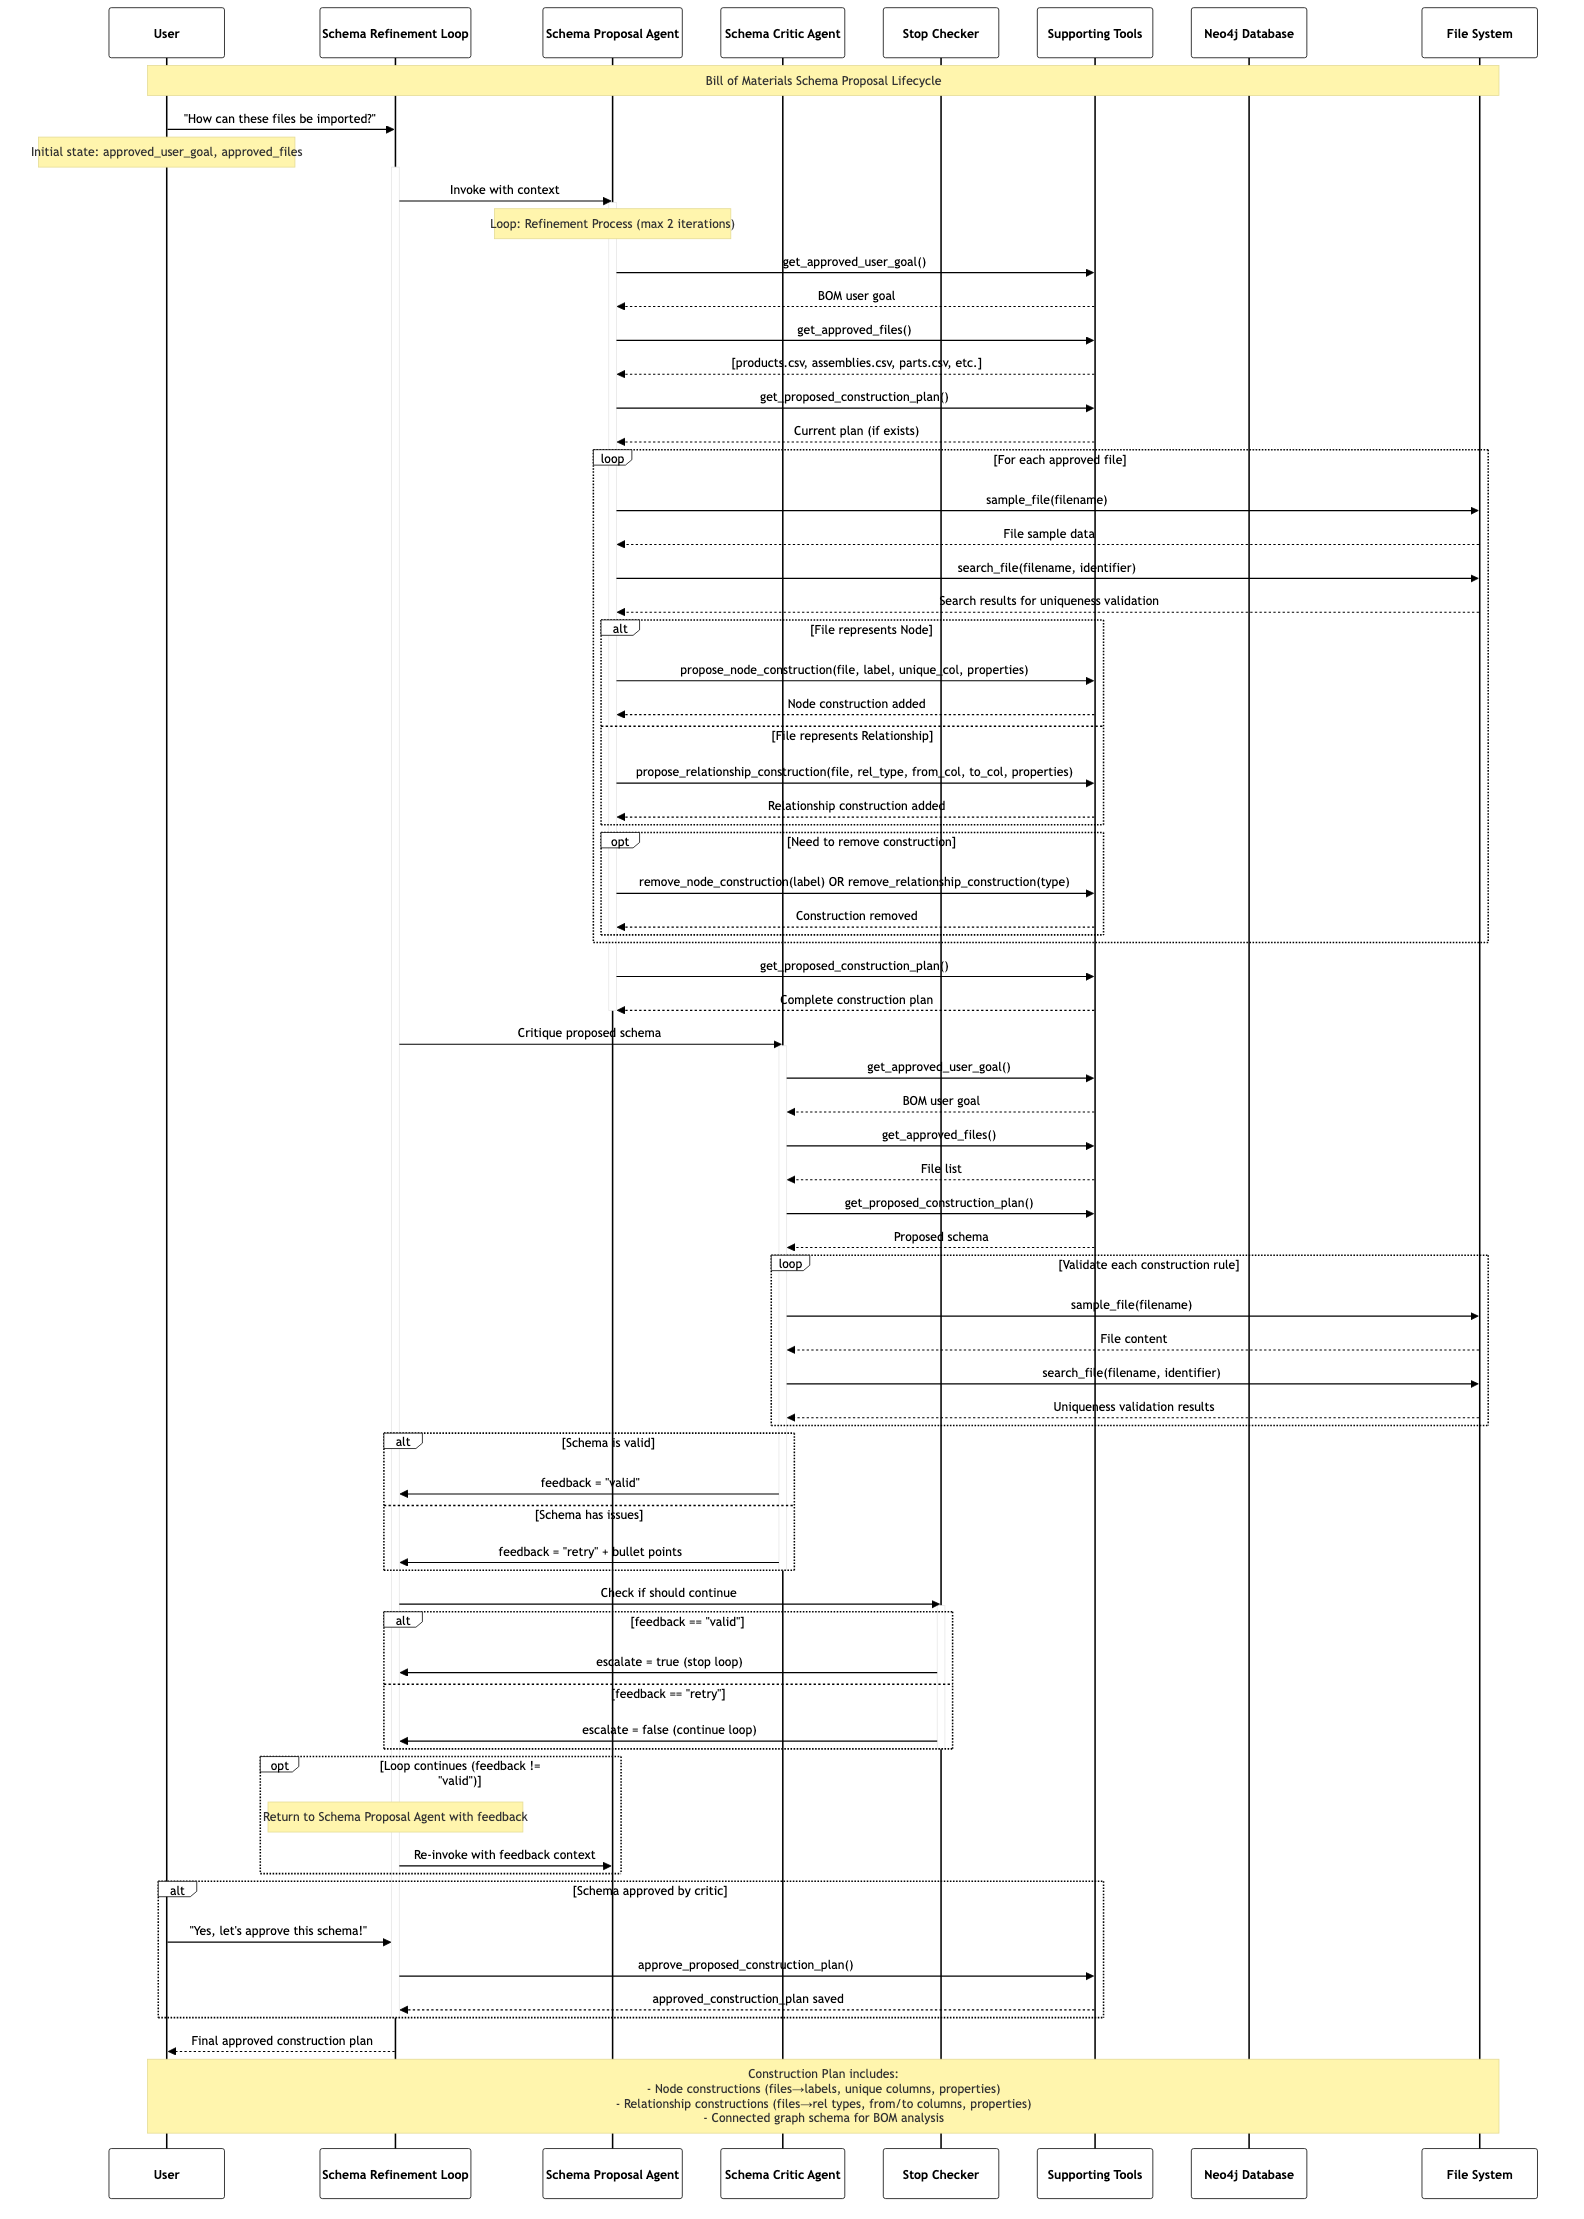 User
Schema Refinement Loop
Schema Proposal Agent
Schema Critic Agent
Stop Checker
Supporting Tools
Neo4j Database
File System
Bill of Materials Schema Proposal Lifecycle
"How can these files be imported?"
Initial state: approved_user_goal, approved_files
Invoke with context
Loop: Refinement Process (max 2 iterations)
get_approved_user_goal()
BOM user goal
get_approved_files()
[products.csv, assemblies.csv, parts.csv, etc.]
get_proposed_construction_plan()
Current plan (if exists)
loop
[For each approved file]
sample_file(filename)
File sample data
search_file(filename, identifier)
Search results for uniqueness validation
alt
[File represents Node]
propose_node_construction(file, label, unique_col, properties)
Node construction added
[File represents Relationship]
propose_relationship_construction(file, rel_type, from_col, to_col, properties)
Relationship construction added
opt
[Need to remove construction]
remove_node_construction(label) OR remove_relationship_construction(type)
Construction removed
get_proposed_construction_plan()
Complete construction plan
Critique proposed schema
get_approved_user_goal()
BOM user goal
get_approved_files()
File list
get_proposed_construction_plan()
Proposed schema
loop
[Validate each construction rule]
sample_file(filename)
File content
search_file(filename, identifier)
Uniqueness validation results
alt
[Schema is valid]
feedback = "valid"
[Schema has issues]
feedback = "retry" + bullet points
Check if should continue
alt
[feedback == "valid"]
escalate = true (stop loop)
[feedback == "retry"]
escalate = false (continue loop)
opt
[Loop continues (feedback !=
"valid")]
Return to Schema Proposal Agent with feedback
Re-invoke with feedback context
alt
[Schema approved by critic]
"Yes, let's approve this schema!"
approve_proposed_construction_plan()
approved_construction_plan saved
Final approved construction plan
Construction Plan includes:
- Node constructions (files→labels, unique columns, properties)
- Relationship constructions (files→rel types, from/to columns, properties)
- Connected graph schema for BOM analysis
User
Schema Refinement Loop
Schema Proposal Agent
Schema Critic Agent
Stop Checker
Supporting Tools
Neo4j Database
File System